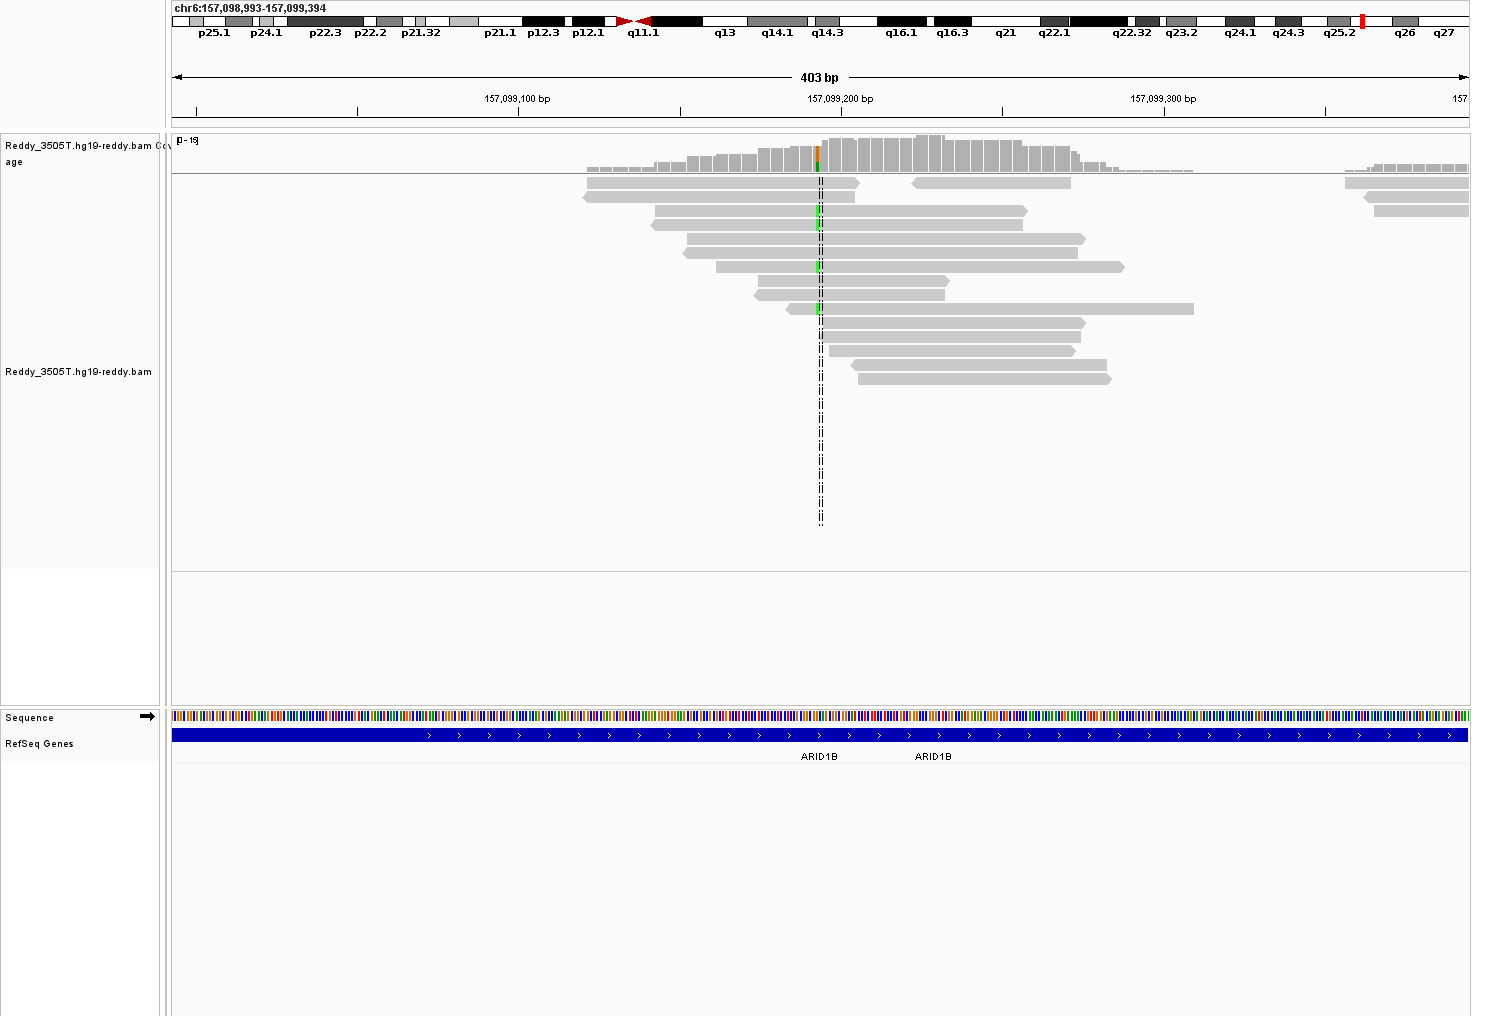 chr6:157,098,993-157,099,394
p25.1 p24.1 p22.3 p22.2 p21.32 p21.1 p12.3 p12.1 q11.1 q13 q14.1 q14.3 q16.1 q16.3 q21 q22.1 q22.32 q23.2 q24.1 q24.3 q25.2 q26 q27
403 bp
157,099,100 bp 157,099,200 bp 157,099,300 bp 157
Reddy_3505T.hg19-reddy.bam Cov
age
[0 - 19]
Reddy_3505T.hg19-reddy.bam
Sequence
RefSeq Genes
ARID1B ARID1B